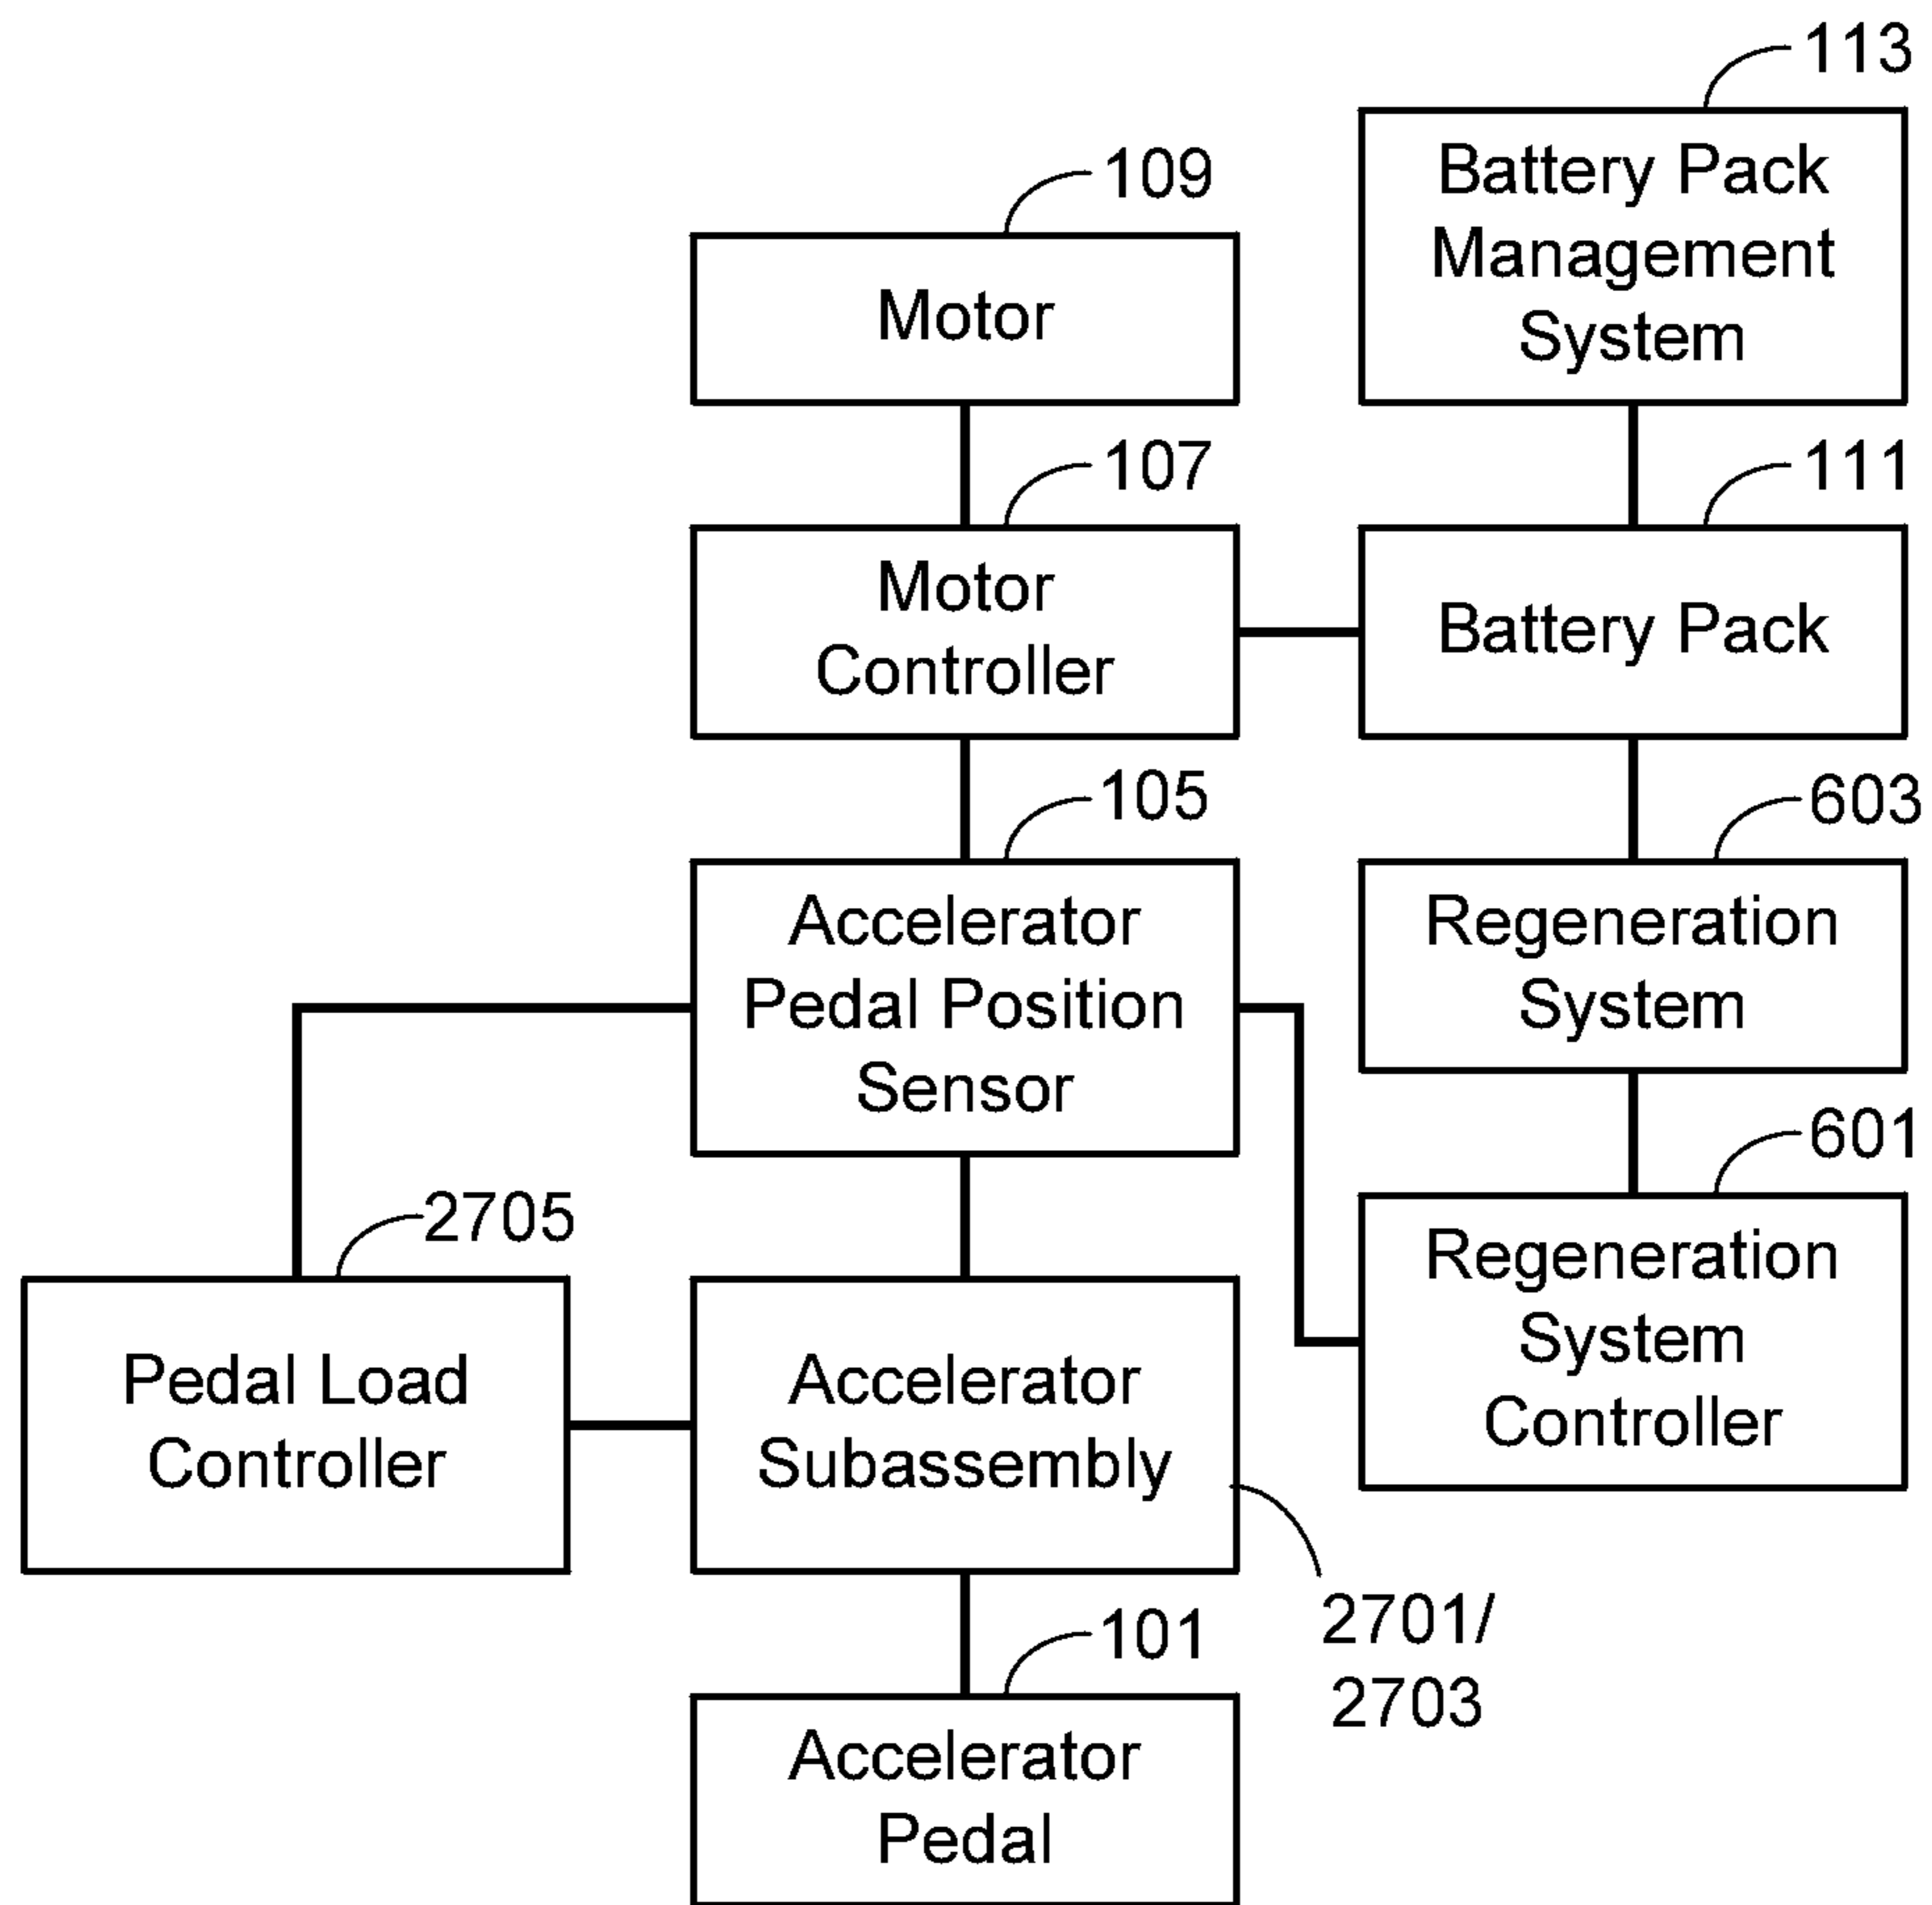 113
Battery Pack
Management
System
109
Motor
107
Motor
Controller
111
Battery Pack
105
Accelerator
Pedal Position
Sensor
603
Regeneration
System
601
Regeneration
System
Controller
2705
Pedal Load
Controller
Accelerator
Subassembly
2701/
2703
101
Accelerator
Pedal